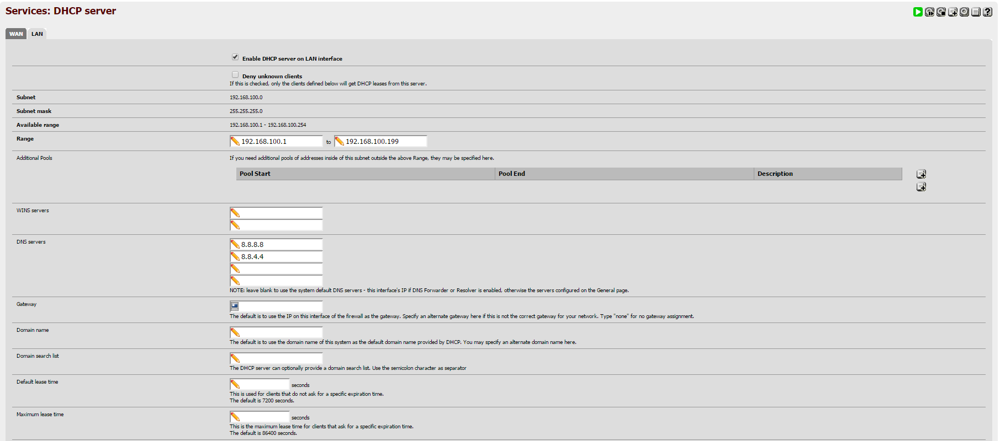 Services: DHCP server
WAN LAN
Enable DHCP server on LAN interface
Deny unknown clients
If this is checked, only the clients defined below will get DHCP leases from this server.
Subnet 192.168.100.0
Subnet mask 255.255.255.0
Available range 192.168.100.1 - 192.168.100.254
Range 192.168.100.1 to 192.168.100.199
Additional Pools If you need additional pools of addresses inside of this subnet outside the above Range, they may be specified here.
Pool Start Pool End Description
WINS servers
DNS servers 8.8.8.8
8.8.4.4
NOTE: leave blank to use the system default DNS servers - this interface's IP if DNS Forwarder or Resolver is enabled, otherwise the servers configured on the General page.
Gateway
The default is to use the IP on this interface of the firewall as the gateway. Specify an alternate gateway here if this is not the correct gateway for your network. Type "none" for no gateway assignment.
Domain name
The default is to use the domain name of this system as the default domain name provided by DHCP. You may specify an alternate domain name here.
Domain search list
The DHCP server can optionally provide a domain search list. Use the semicolon character as separator
Default lease time seconds
This is used for clients that do not ask for a specific expiration time.
The default is 7200 seconds.
Maximum lease time seconds
This is the maximum lease time for clients that ask for a specific expiration time.
The default is 86400 seconds.